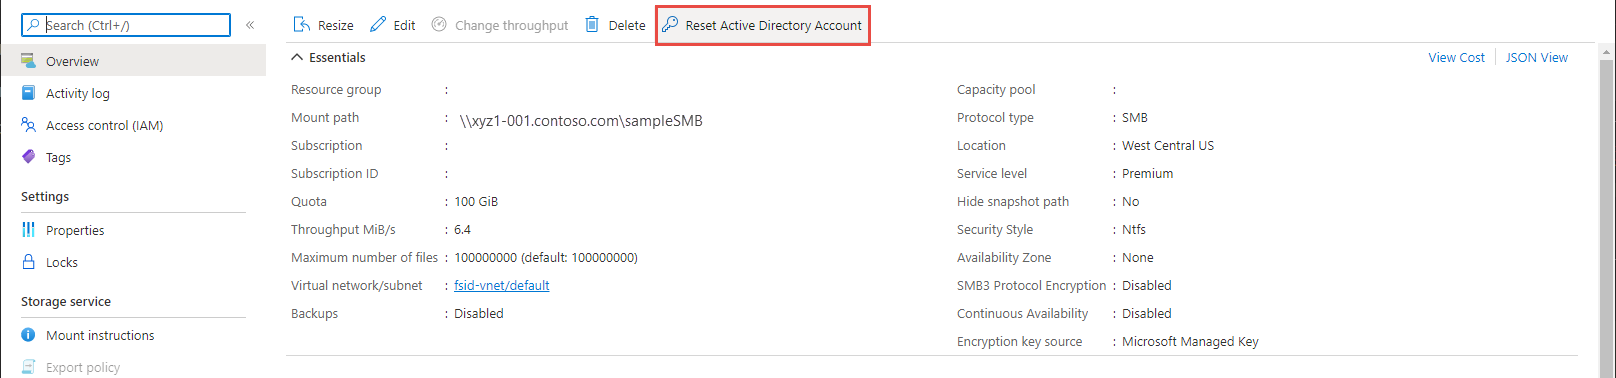 Search (Ctrl+/)
«
Resize
Edit
Change throughput
Delete
Reset Active Directory Account
Overview
Activity log
Access control (IAM)
Tags
Settings
Properties
Locks
Storage service
Mount instructions
Export policy
Essentials
View Cost
JSON View
Resource group :
Mount path : \\xyz1-001.contoso.com\sampleSMB
Subscription :
Subscription ID :
Quota : 100 GiB
Throughput MiB/s : 6.4
Maximum number of files : 100000000 (default: 100000000)
Virtual network/subnet : fsid-vnet/default
Backups : Disabled
Capacity pool :
Protocol type : SMB
Location : West Central US
Service level : Premium
Hide snapshot path : No
Security Style : Ntfs
Availability Zone : None
SMB3 Protocol Encryption : Disabled
Continuous Availability : Disabled
Encryption key source : Microsoft Managed Key